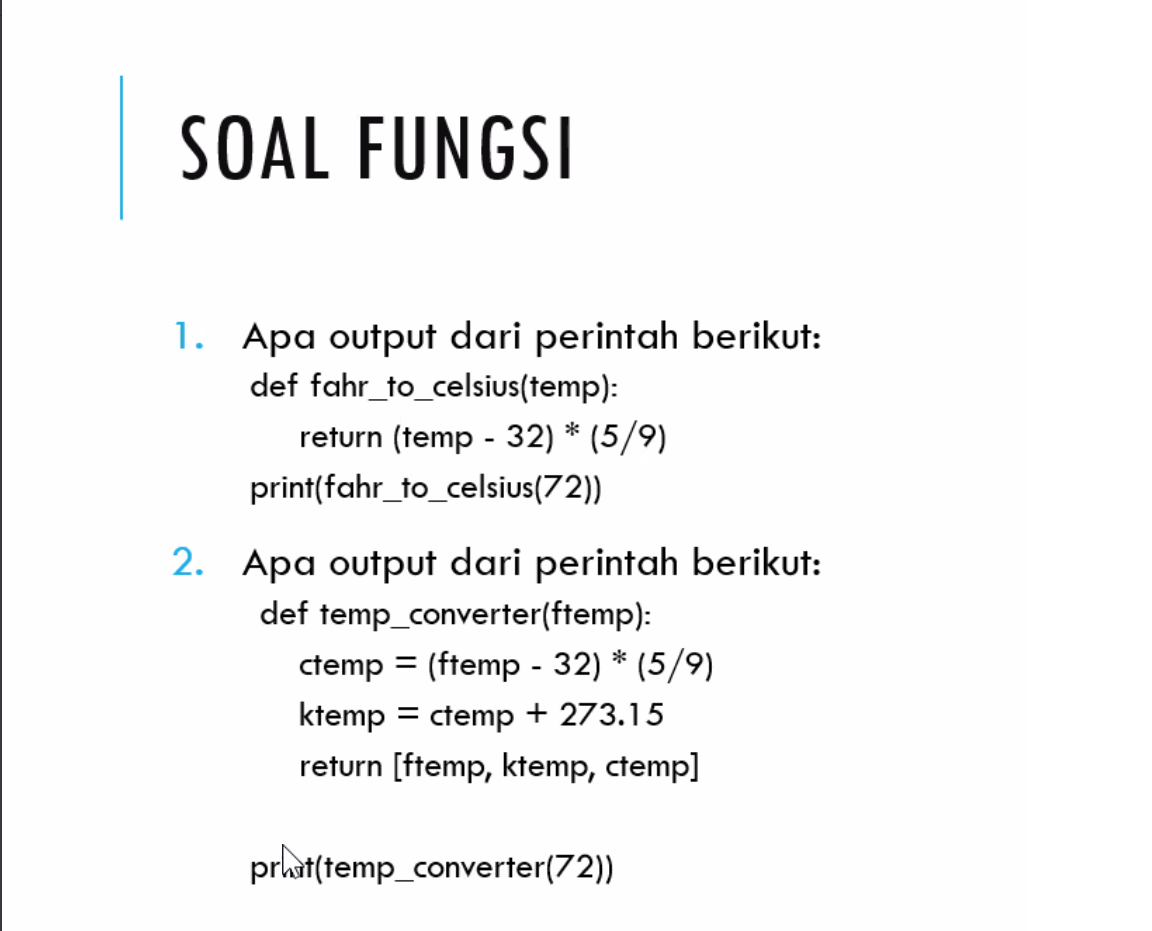 SOAL FUNGSI
1. Apa output dari perintah berikut:
def fahr_to_celsius(temp):
return (temp - 32) * (5/9)
print(fahr_to_celsius(72))
2. Apa output dari perintah berikut:
def temp_converter(ftemp):
ctemp = (ftemp - 32) * (5/9)
ktemp = ctemp + 273.15
return [ftemp, ktemp, ctemp]
print(temp_converter(72))